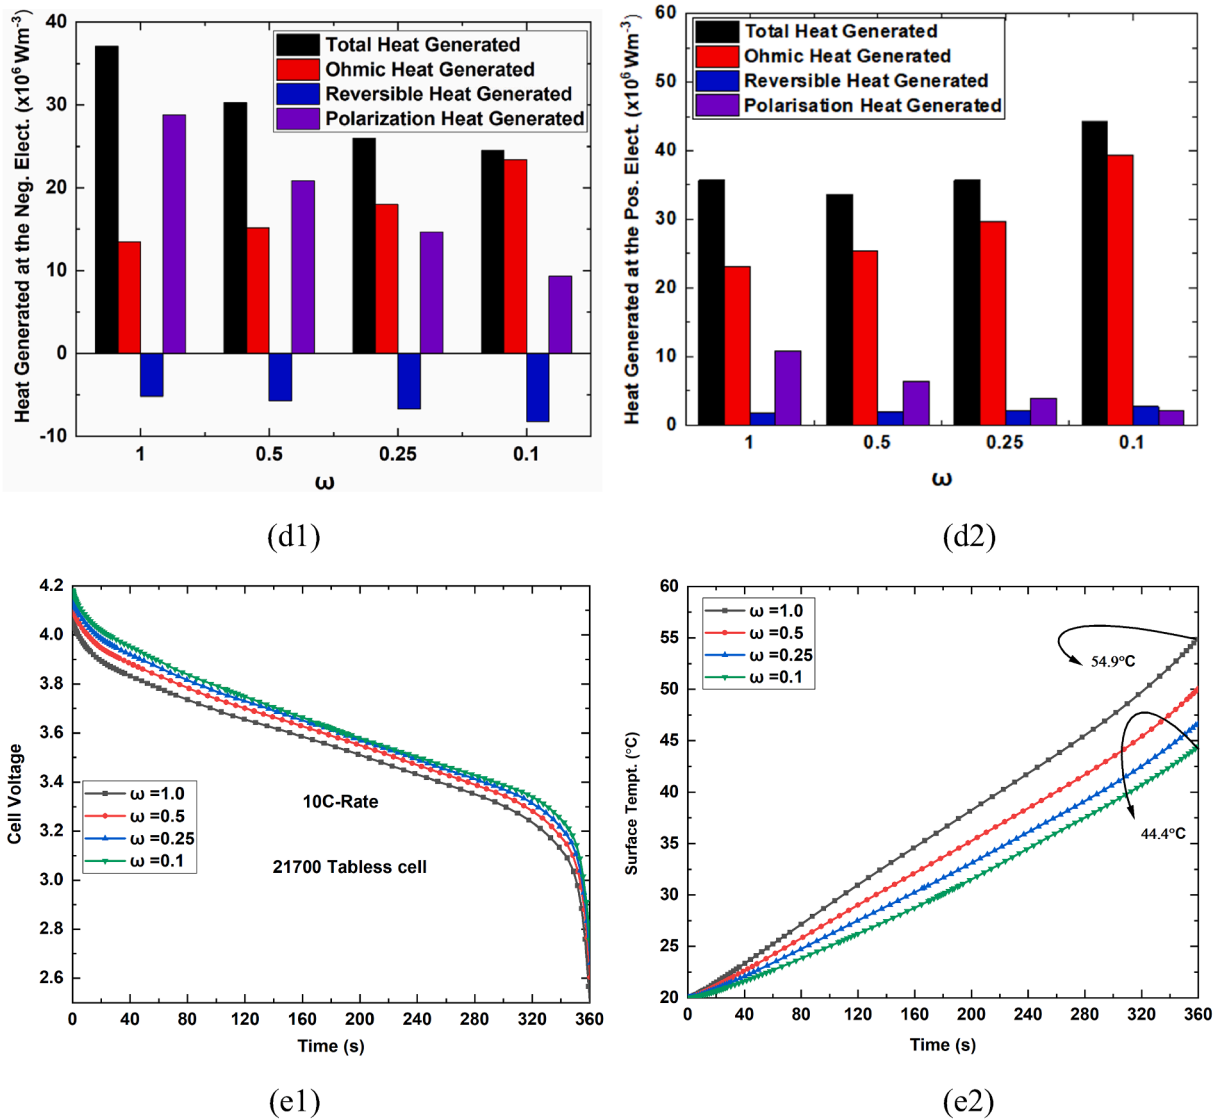 Heat Generated at the Neg. Elect. (x10⁶ Wm⁻³)
40
30
20
10
0
-10
Total Heat Generated
Ohmic Heat Generated
Reversible Heat Generated
Polarization Heat Generated
1 0.5 0.25 0.1
ω
(d1)
Heat Generated at the Pos. Elect. (x10⁶ Wm⁻³)
60
50
40
30
20
10
0
Total Heat Generated
Ohmic Heat Generated
Reversible Heat Generated
Polarisation Heat Generated
1 0.5 0.25 0.1
ω
(d2)
Cell Voltage
4.2
4.0
3.8
3.6
3.4
3.2
3.0
2.8
2.6
ω =1.0
ω =0.5
ω =0.25
ω =0.1
10C-Rate
21700 Tabless cell
0 40 80 120 160 200 240 280 320 360
Time (s)
(e1)
Surface Tempt. (°C)
60
55
50
45
40
35
30
25
20
ω =1.0
ω =0.5
ω =0.25
ω =0.1
54.9°C
44.4°C
0 40 80 120 160 200 240 280 320 360
Time (s)
(e2)